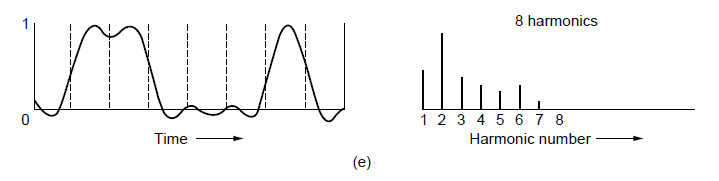 1
0
Time
8 harmonics
1 2 3 4 5 6 7 8
Harmonic number
(e)